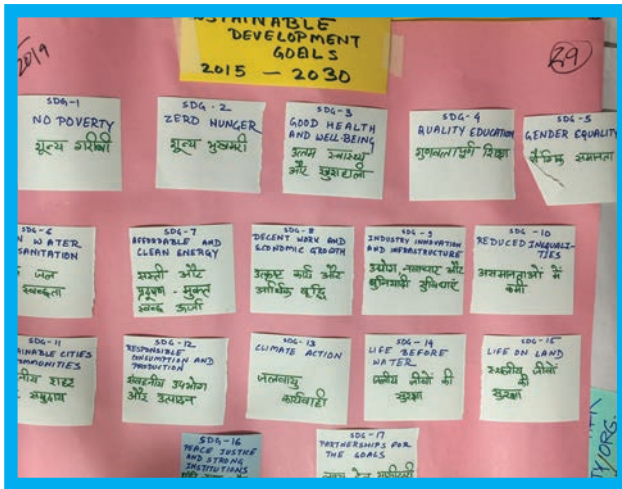 SUSTAINABLE
DEVELOPMENT
GOALS
2015 — 2030
2019
29
SDG-1
NO POVERTY
शून्य गरीबी
SDG-2
ZERO HUNGER
शून्य भुखमरी
SDG-3
GOOD HEALTH
AND WELL-BEING
उत्तम स्वास्थ्य
और खुशहाली
SDG-4
QUALITY EDUCATION
गुणवत्तापूर्ण शिक्षा
SDG-5
GENDER EQUALITY
लैंगिक समानता
SDG-6
WATER
SANITATION
जल
स्वच्छता
SDG-7
AFFORDABLE AND
CLEAN ENERGY
सस्ती और
प्रदूषण - मुक्त
स्वच्छ ऊर्जा
SDG-8
DECENT WORK AND
ECONOMIC GROWTH
उत्कृष्ट कार्य और
आर्थिक वृद्धि
SDG-9
INDUSTRY INNOVATION
AND INFRASTRUCTURE
उद्योग, नवाचार और
बुनियादी सुविधाएं
SDG-10
REDUCED INEQUALI-
TIES
असमानताओं में
कमी
SDG-11
AINABLE CITIES
OMMUNITIES
नीय शहर
समुदाय
SDG-12
RESPONSIBLE
CONSUMPTION AND
PRODUCTION
संवहनीय उपभोग
और उत्पादन
SDG-13
CLIMATE ACTION
जलवायु
कार्यवाही
SDG-14
LIFE BEFORE
WATER
जलीय जीवों की
सुरक्षा
SDG-15
LIFE ON LAND
स्थलीय जीवों
की
सुरक्षा
SDG-16
PEACE JUSTICE
AND STRONG
INSTITUTIONS
SDG-17
PARTNERSHIPS FOR
THE GOALS
TY/ORG.